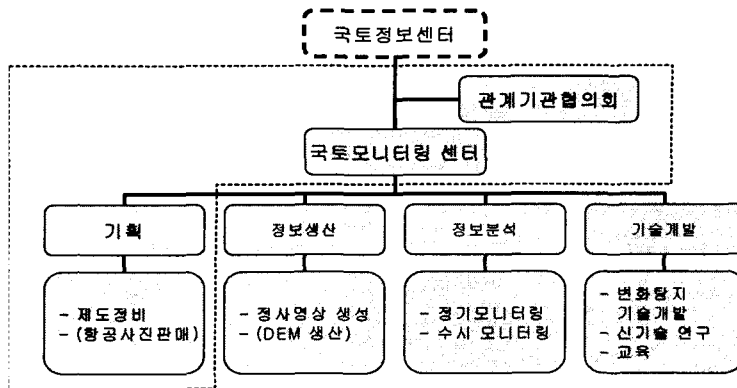 국토정보센터
관계기관협의회
국토모니터링 센터
기획
정보생산
정보분석
기술개발
- 제도정비
- (항공사진판매)
- 정사영상 생성
- (DEM 생산)
- 정기모니터링
- 수시 모니터링
- 변화탐지
기술개발
- 신기술 연구
- 교육